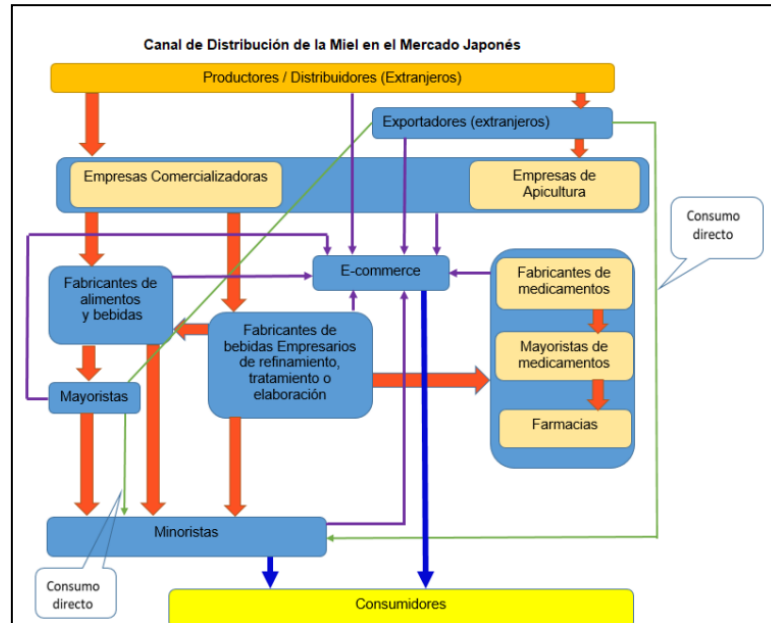 Canal de Distribución de la Miel en el Mercado Japonés
Productores / Distribuidores (Extranjeros)
Exportadores (extranjeros)
Empresas Comercializadoras
Empresas de
Apicultura
Consumo
directo
E-commerce
Fabricantes de
alimentos
y bebidas
Fabricantes de
medicamentos
Fabricantes de
bebidas Empresarios
de refinamiento,
tratamiento o
elaboración
Mayoristas
de medicamentos
Mayoristas
Farmacias
Minoristas
Consumo
directo
Consumidores